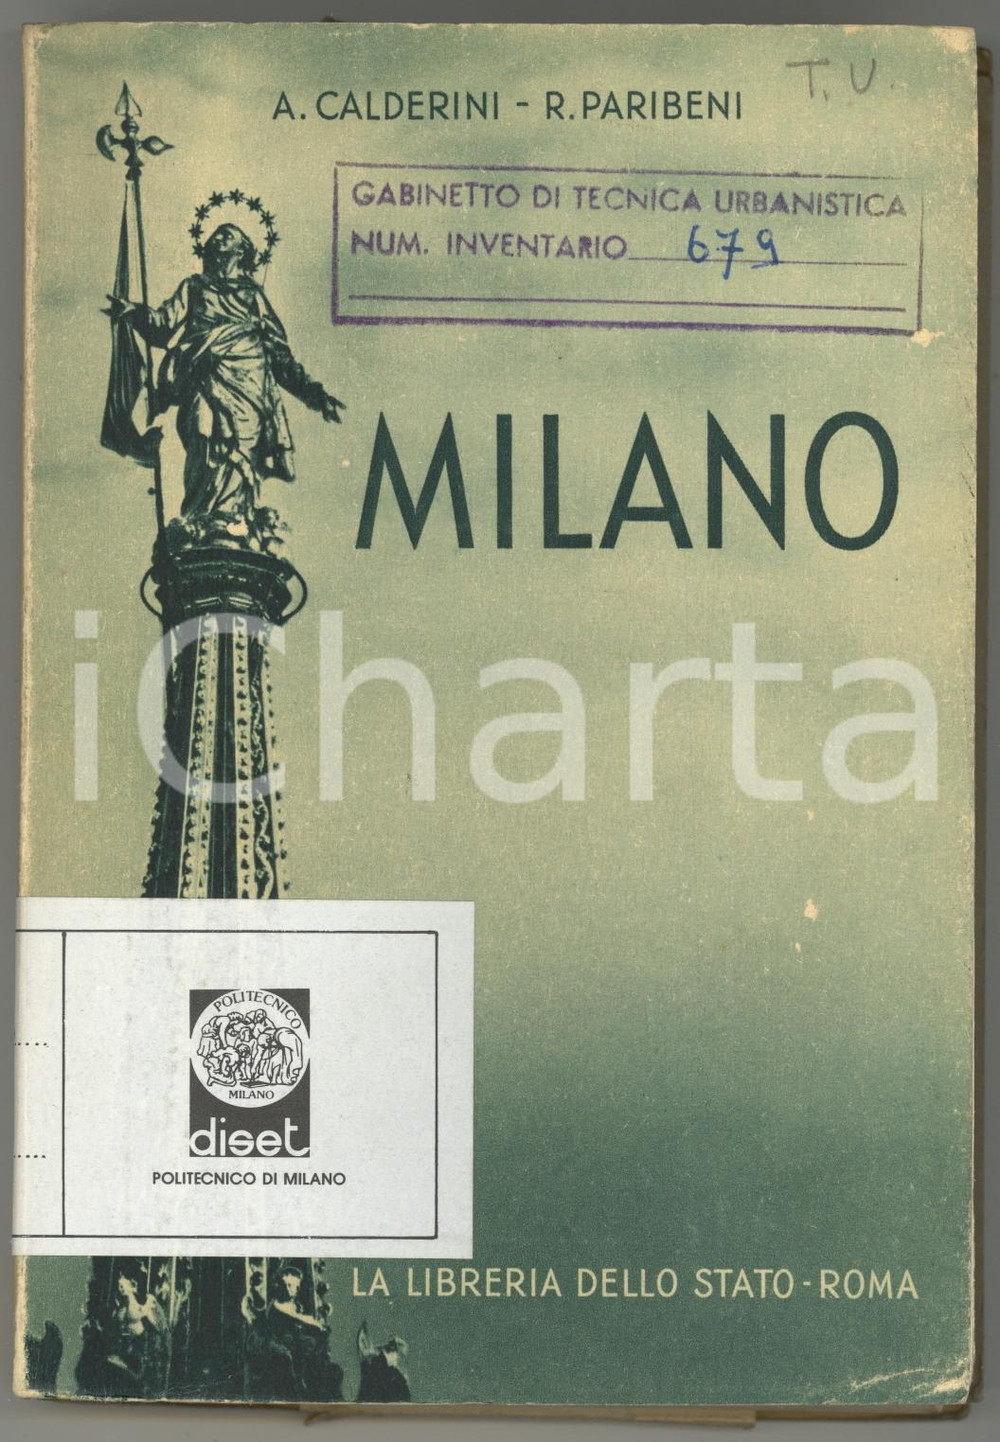 T.U.
A. CALDERINI - R. PARIBENI
GABINETTO DI TECNICA URBANISTICA
NUM. INVENTARIO 679
MILANO
iCharta
POLITECNICO
MILANO
diset
POLITECNICO DI MILANO
LA LIBRERIA DELLO STATO - ROMA